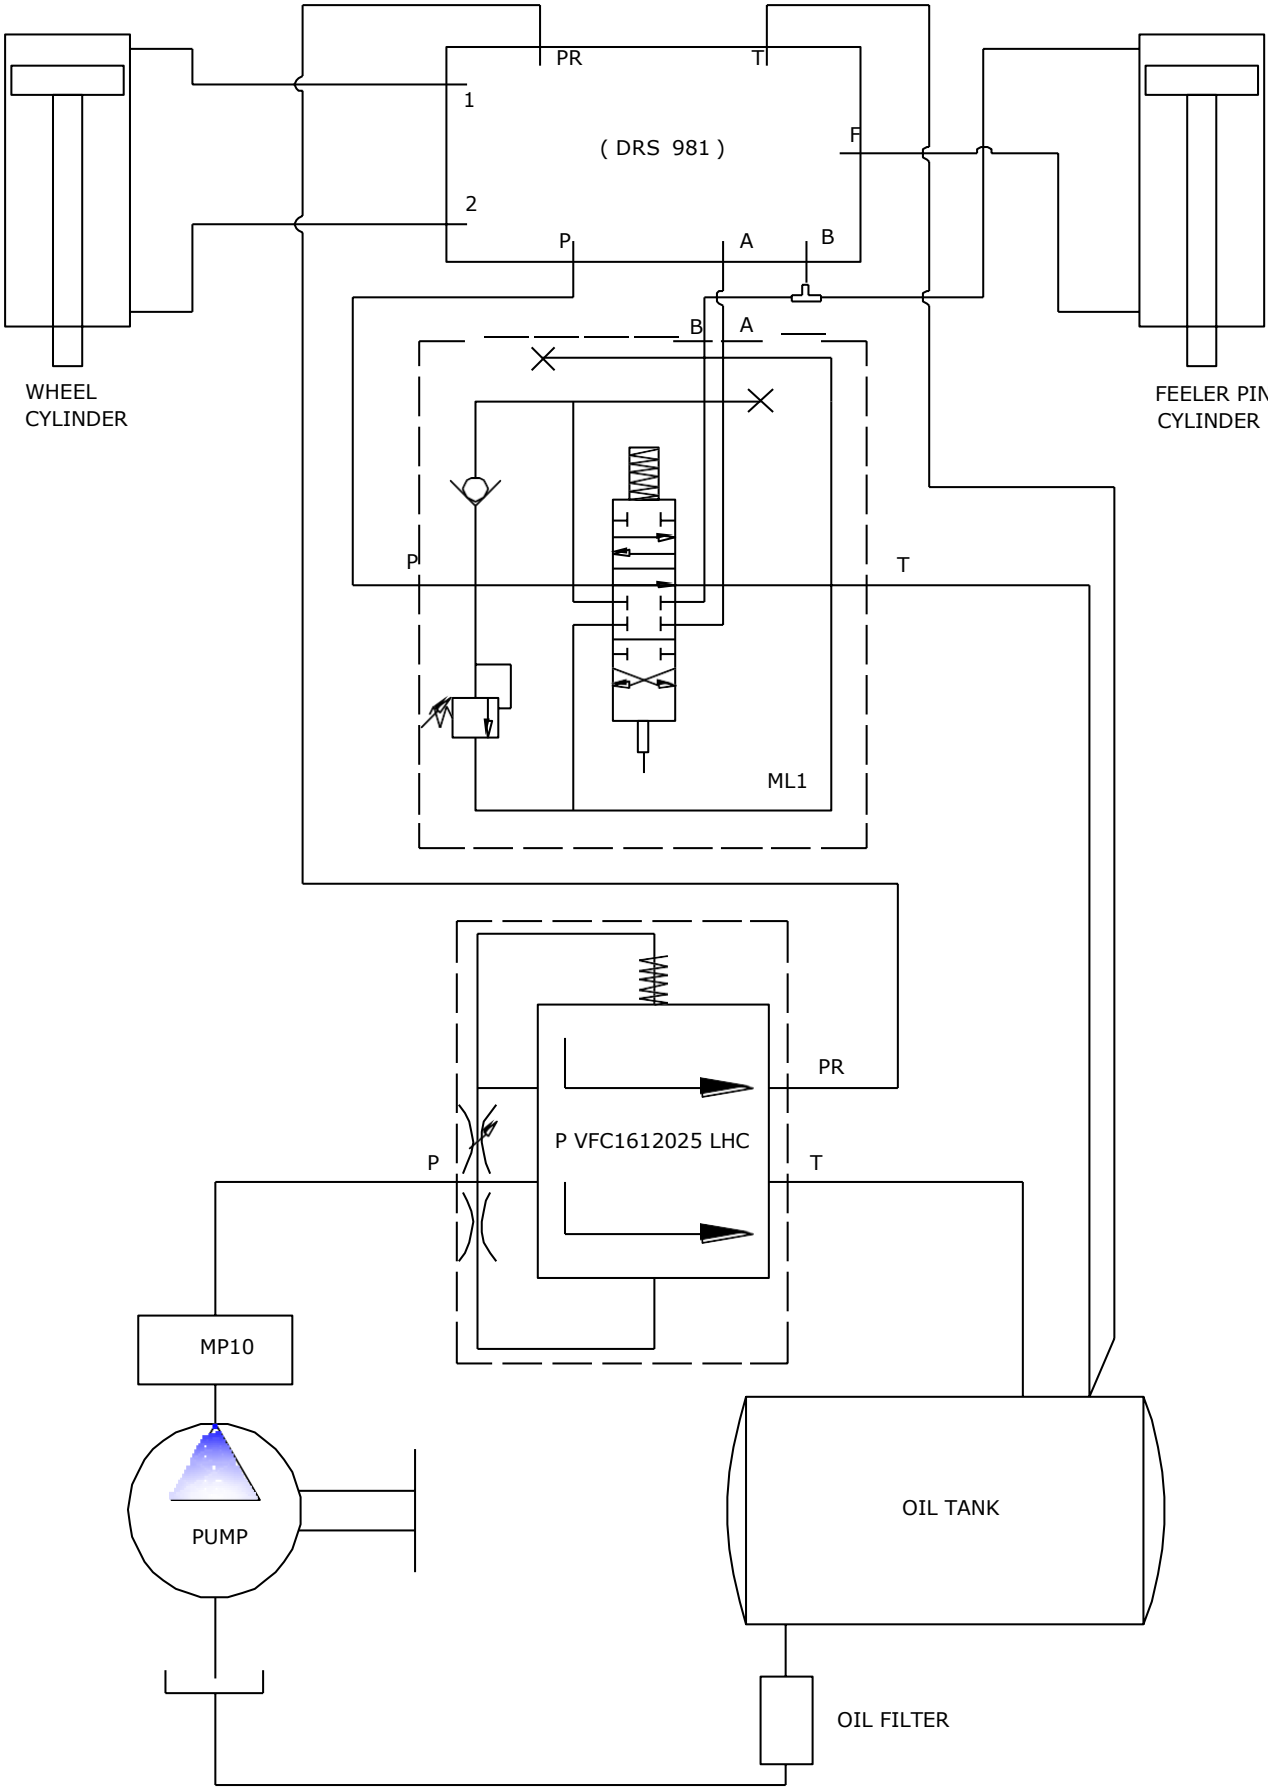 PR
T
1
( DRS 981 )
F
2
P
A
B
B
A
WHEEL
CYLINDER
FEELER PIN
CYLINDER
P
T
ML1
PR
P VFC1612025 LHC
P
T
MP10
PUMP
OIL TANK
OIL FILTER